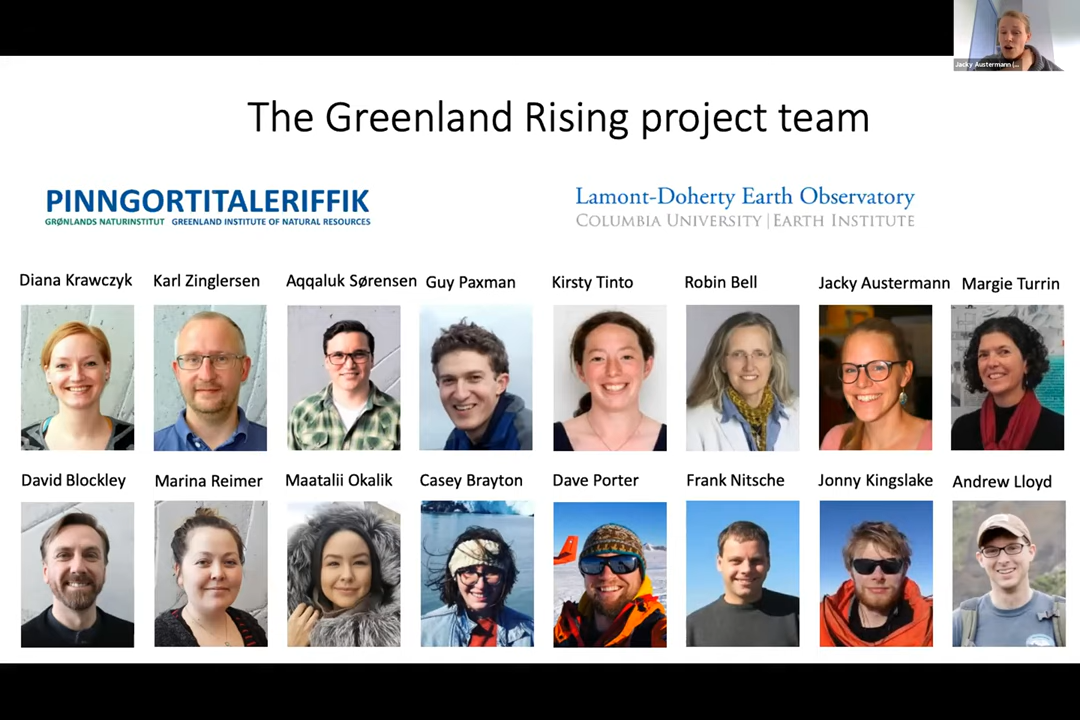 Jacky Austermann (...
The Greenland Rising project team
PINNGORTITALERIFFIK
GRØNLANDS NATURINSTITUT GREENLAND INSTITUTE OF NATURAL RESOURCES
Lamont-Doherty Earth Observatory
COLUMBIA UNIVERSITY | EARTH INSTITUTE
Diana Krawczyk Karl Zinglersen Aqqaluk Sørensen Guy Paxman Kirsty Tinto Robin Bell Jacky Austermann Margie Turrin
David Blockley Marina Reimer Maatalii Okalik Casey Brayton Dave Porter Frank Nitsche Jonny Kingslake Andrew Lloyd